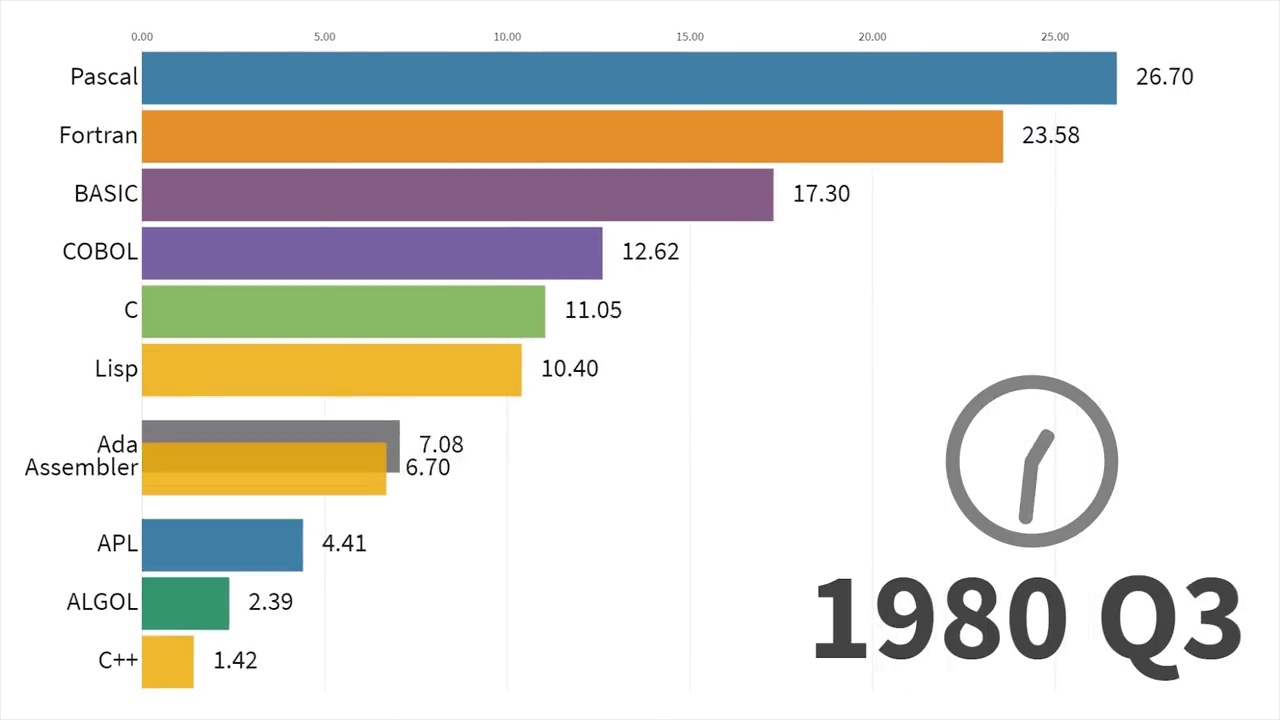 0.00 5.00 10.00 15.00 20.00 25.00
Pascal 26.70
Fortran 23.58
BASIC 17.30
COBOL 12.62
C 11.05
Lisp 10.40
Ada 7.08
Assembler 6.70
APL 4.41
ALGOL 2.39
C++ 1.42
1980 Q3